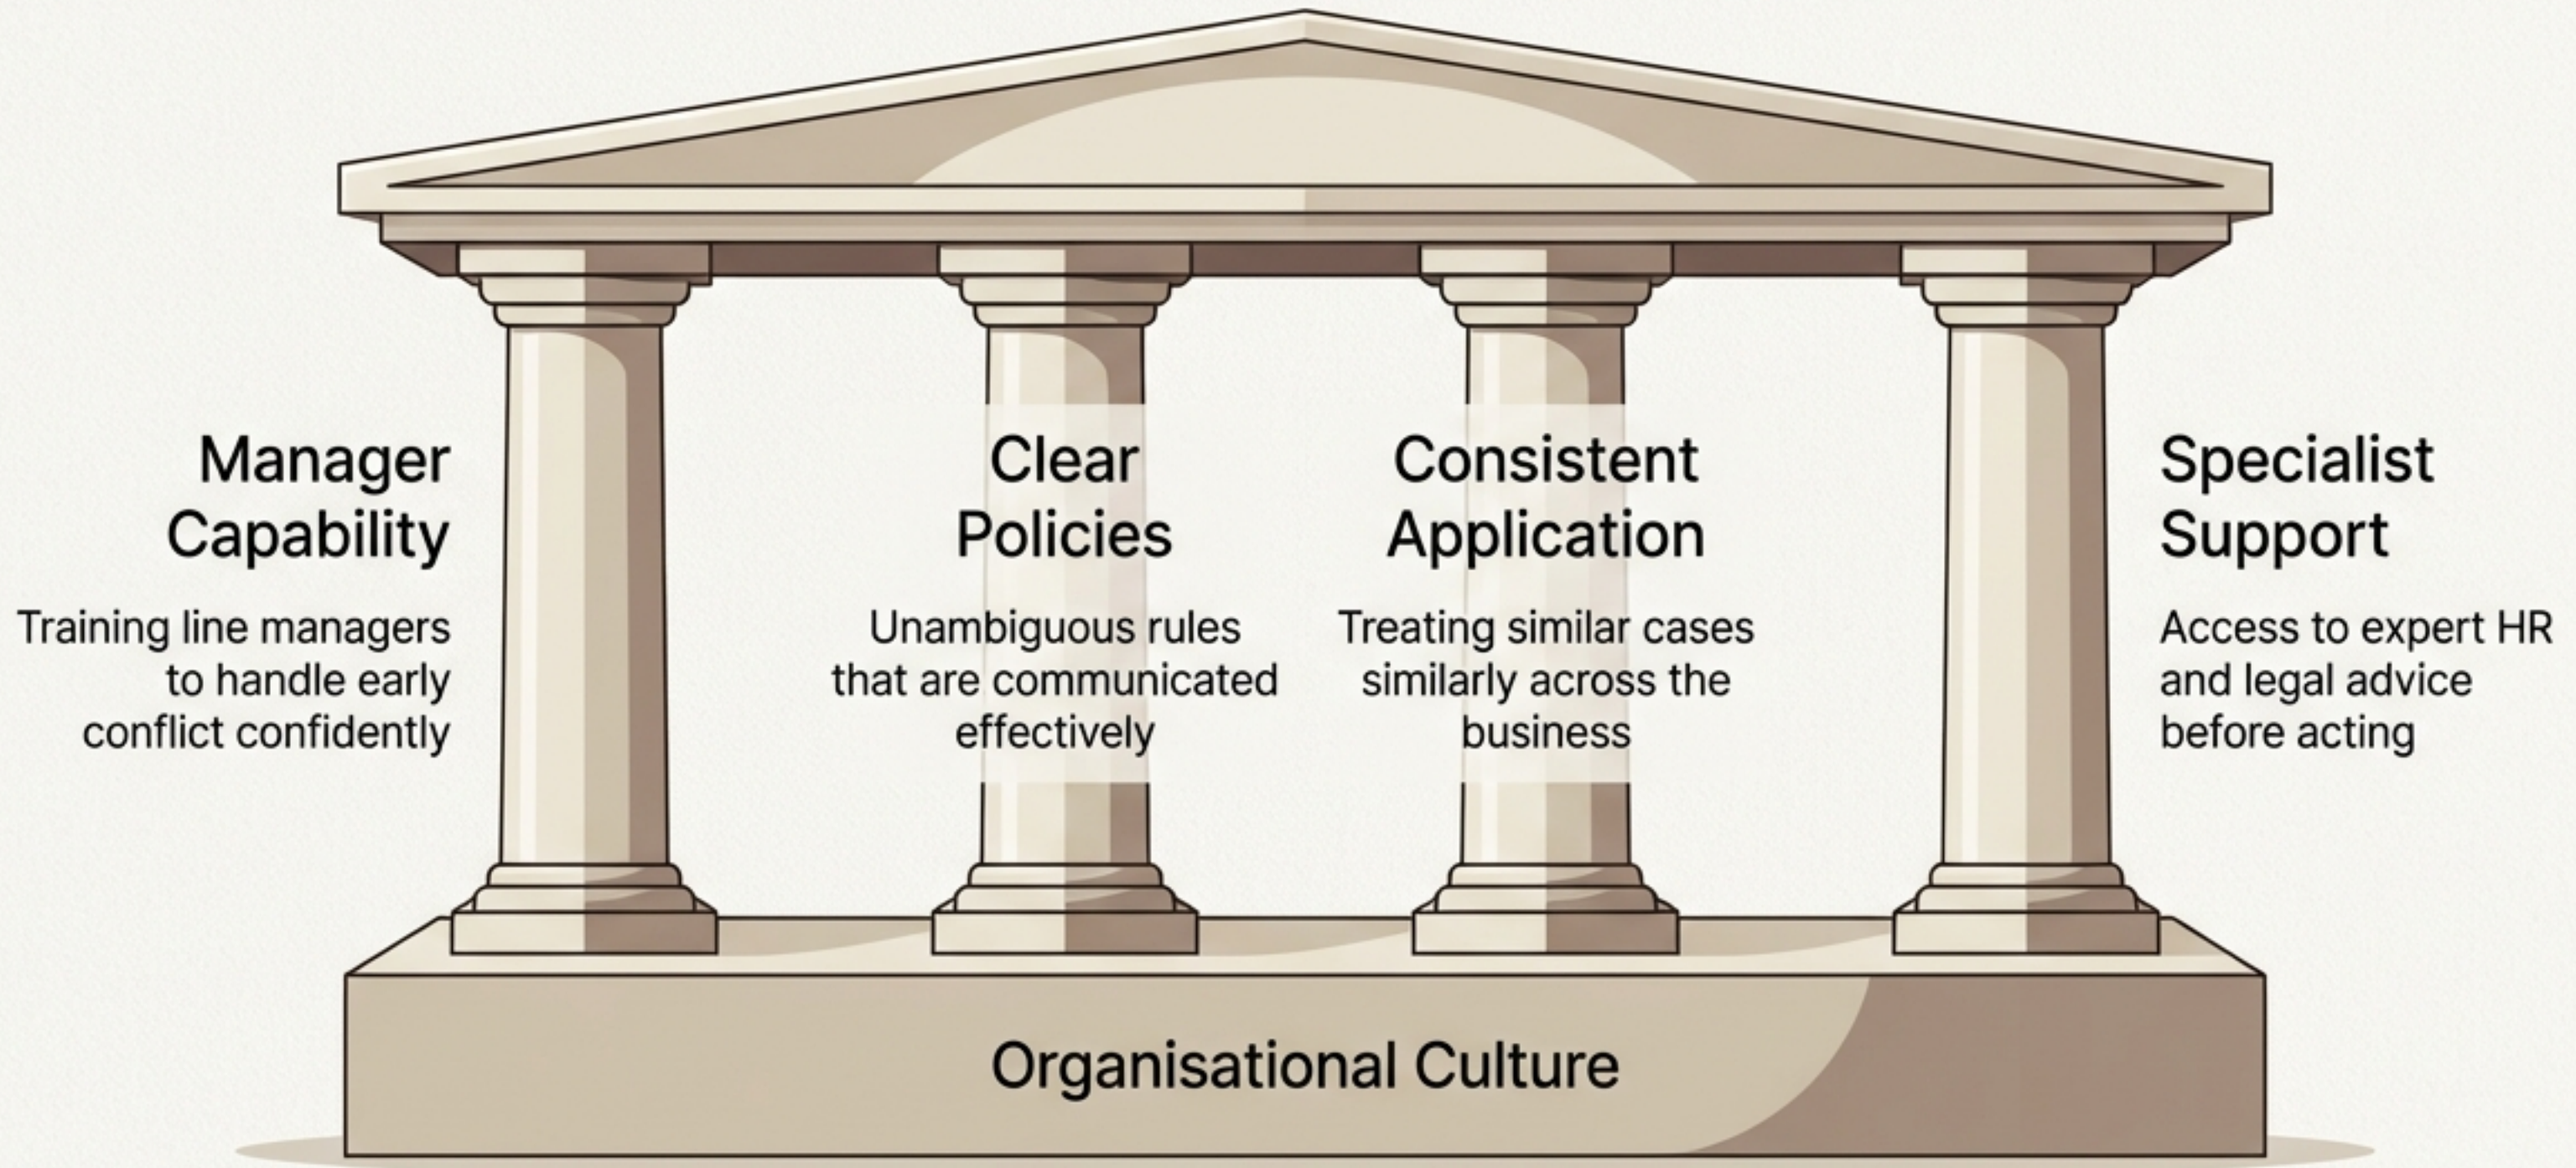 Manager
Capability
Training line managers
to handle early
conflict confidently
Clear
Policies
Unambiguous rules
that are communicated
effectively
Consistent
Application
Treating similar cases
similarly across the
business
Specialist
Support
Access to expert HR
and legal advice
before acting
Organisational Culture